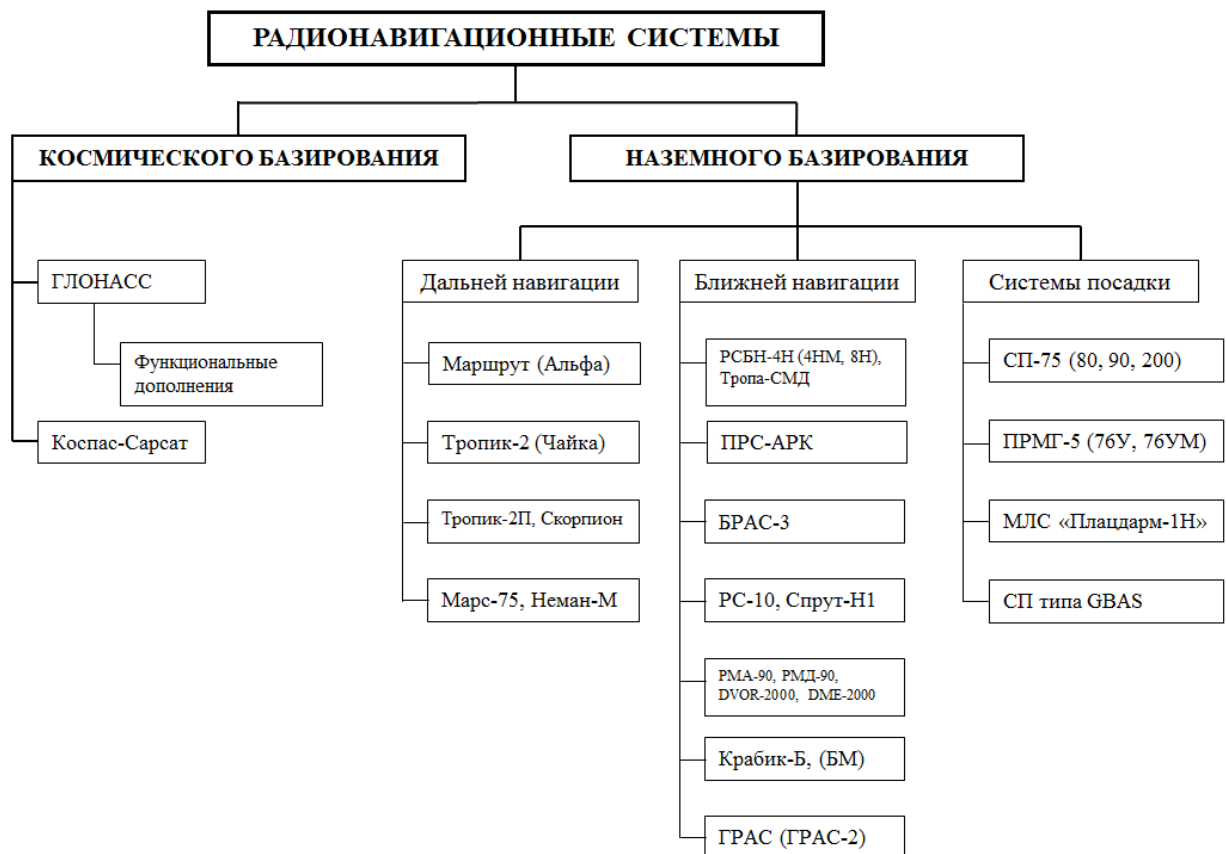 РАДИОНАВИГАЦИОННЫЕ СИСТЕМЫ
КОСМИЧЕСКОГО БАЗИРОВАНИЯ
НАЗЕМНОГО БАЗИРОВАНИЯ
ГЛОНАСС
Функциональные
дополнения
Коспас-Сарсат
Дальней навигации
Маршрут (Альфа)
Тропик-2 (Чайка)
Тропик-2П, Скорпион
Марс-75, Неман-М
Ближней навигации
РСБН-4Н (4НМ, 8Н),
Тропа-СМД
ПРС-АРК
БРАС-3
РС-10, Спрут-Н1
РМА-90, РМД-90,
DVOR-2000, DME-2000
Крабик-Б, (БМ)
ГРАС (ГРАС-2)
Системы посадки
СП-75 (80, 90, 200)
ПРМГ-5 (76У, 76УМ)
МЛС «Плацдарм-1Н»
СП типа GBAS